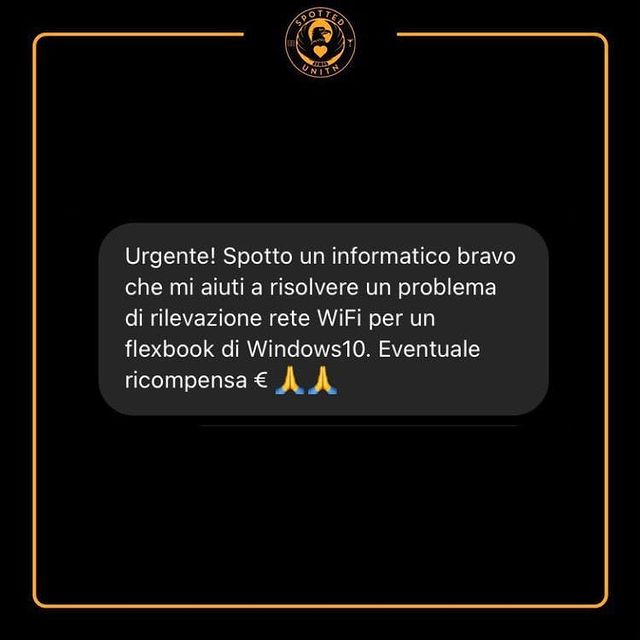 SPOTTED
UNITN
Urgente! Spotto un informatico bravo
che mi aiuti a risolvere un problema
di rilevazione rete WiFi per un
flexbook di Windows10. Eventuale
ricompensa € 🙏🙏